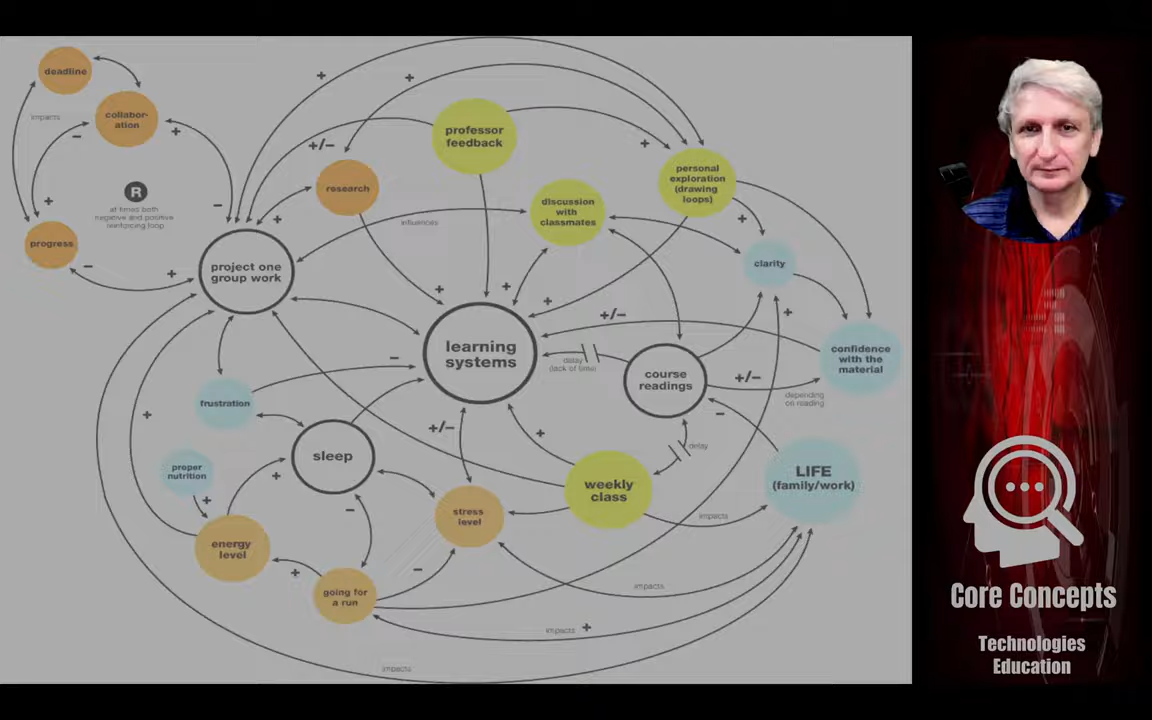 deadline
impacts
collabor-
ation
−
+
+
−
R
at times both
negative and positive
reinforcing loop
progress
−
+
project one
group work
+
+
+/−
professor
feedback
research
+
influences
+
personal
exploration
(drawing
loops)
discussion
with
classmates
+
clarity
+
+
+
+/−
+
learning
systems
−
delay
(lack of time)
course
readings
+/−
depending
on reading
confidence
with the
material
frustration
+
sleep
+/−
+
−
delay
proper
nutrition
+
+
energy
level
−
stress
level
weekly
class
impacts
LIFE
(family/work)
+
going for
a run
−
impacts
impacts +
impacts
Core Concepts
Technologies
Education